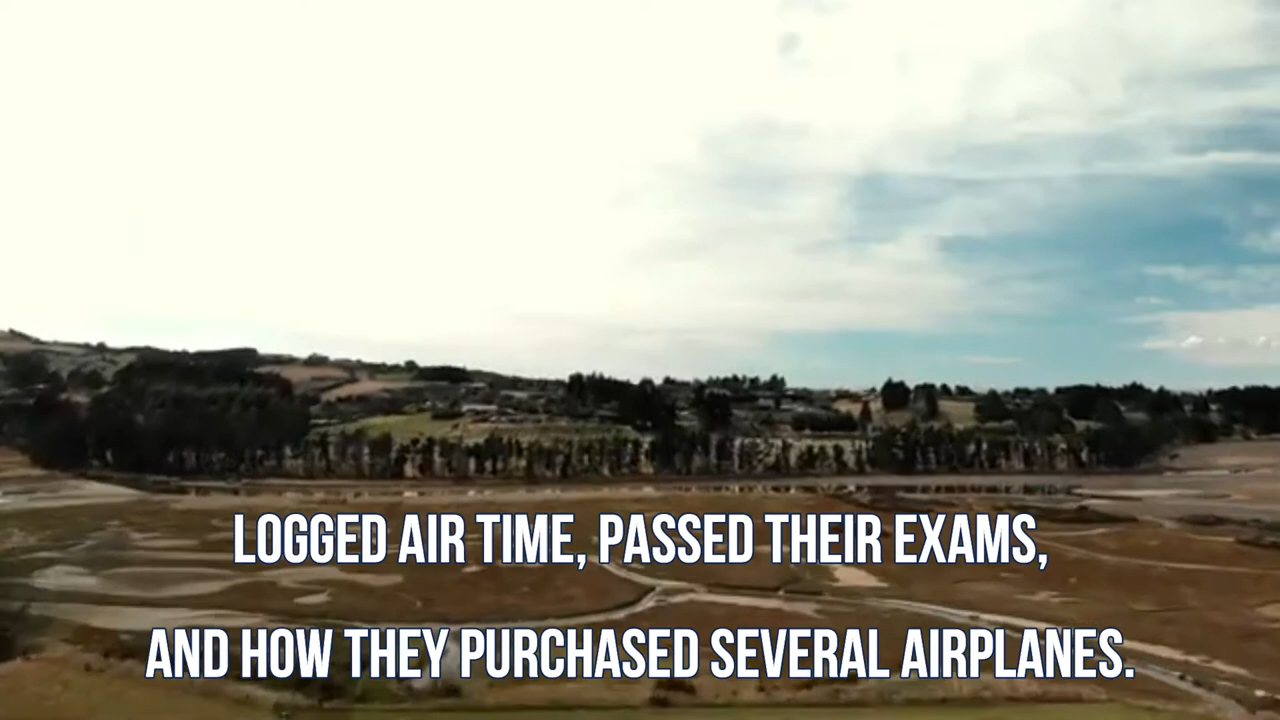 LOGGED AIR TIME, PASSED THEIR EXAMS,
AND HOW THEY PURCHASED SEVERAL AIRPLANES.